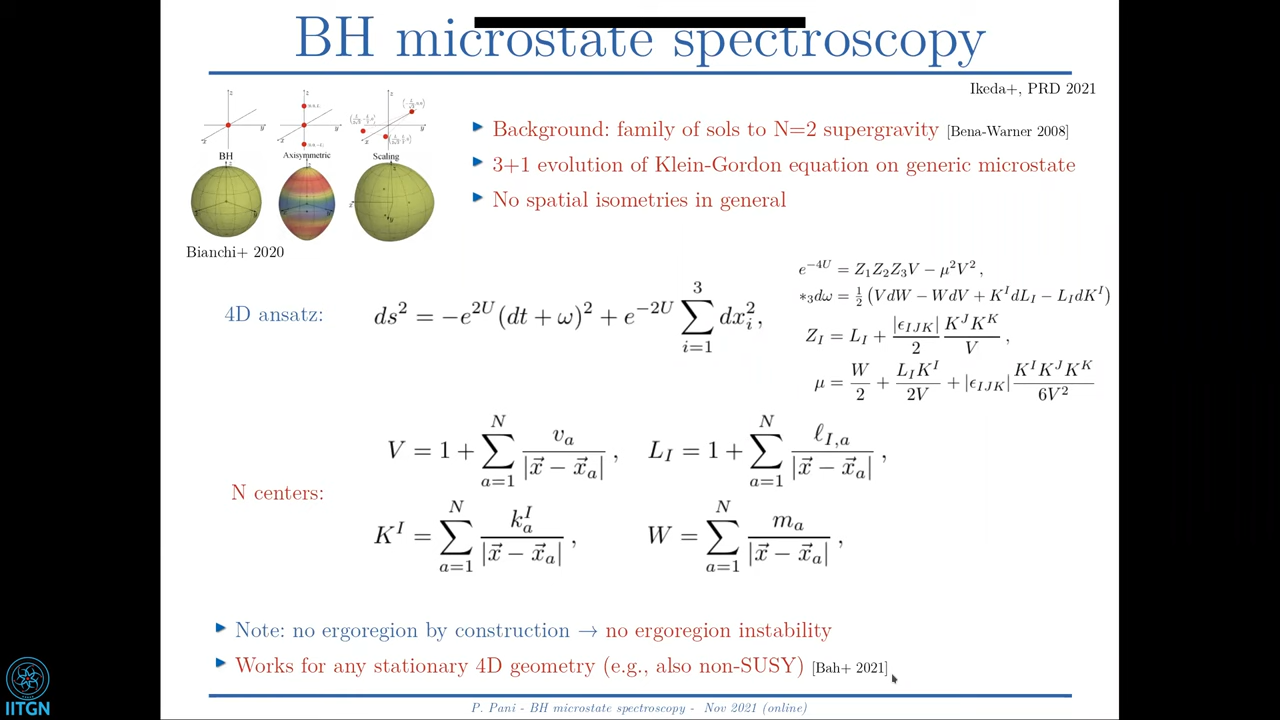 BH microstate spectroscopy
Ikeda+, PRD 2021
BH
Axisymmetric
Scaling
Bianchi+ 2020
Background: family of sols to N=2 supergravity [Bena-Warner 2008]
3+1 evolution of Klein-Gordon equation on generic microstate
No spatial isometries in general
e^{-4U} = Z_1 Z_2 Z_3 V − μ^2 V^2 ,
*_3 dω = 1/2 (V dW − W dV + K^I dL_I − L_I dK^I)
Z_I = L_I + |ϵ_{IJK}|/2 K^J K^K/V ,
μ = W/2 + L_I K^I/2V + |ϵ_{IJK}| K^I K^J K^K/6V^2
4D ansatz: ds^2 = −e^{2U}(dt + ω)^2 + e^{−2U} ∑_{i=1}^{3} dx_i^2,
N centers:
V = 1 + ∑_{a=1}^{N} v_a/|x⃗ − x⃗_a| , L_I = 1 + ∑_{a=1}^{N} ℓ_{I,a}/|x⃗ − x⃗_a| ,
K^I = ∑_{a=1}^{N} k_a^I/|x⃗ − x⃗_a| , W = ∑_{a=1}^{N} m_a/|x⃗ − x⃗_a| ,
Note: no ergoregion by construction → no ergoregion instability
Works for any stationary 4D geometry (e.g., also non-SUSY) [Bah+ 2021]
P. Pani - BH microstate spectroscopy - Nov 2021 (online)
IITGN